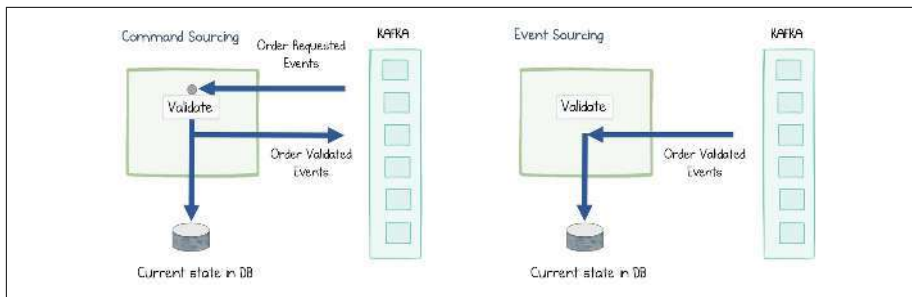 Command Sourcing
Order Requested
Events
KAFKA
Validate
Order Validated
Events
Current state in DB
Event Sourcing
KAFKA
Validate
Order Validated
Events
Current state in DB